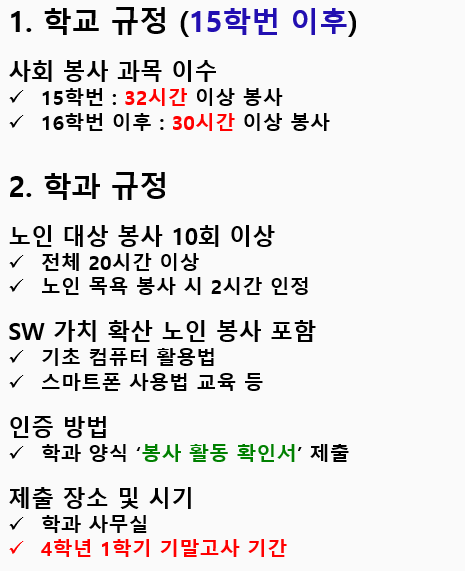 1. 학교 규정 (15학번 이후)
사회 봉사 과목 이수
✓ 15학번 : 32시간 이상 봉사
✓ 16학번 이후 : 30시간 이상 봉사
2. 학과 규정
노인 대상 봉사 10회 이상
✓ 전체 20시간 이상
✓ 노인 목욕 봉사 시 2시간 인정
SW 가치 확산 노인 봉사 포함
✓ 기초 컴퓨터 활용법
✓ 스마트폰 사용법 교육 등
인증 방법
✓ 학과 양식 ‘봉사 활동 확인서’ 제출
제출 장소 및 시기
✓ 학과 사무실
✓ 4학년 1학기 기말고사 기간